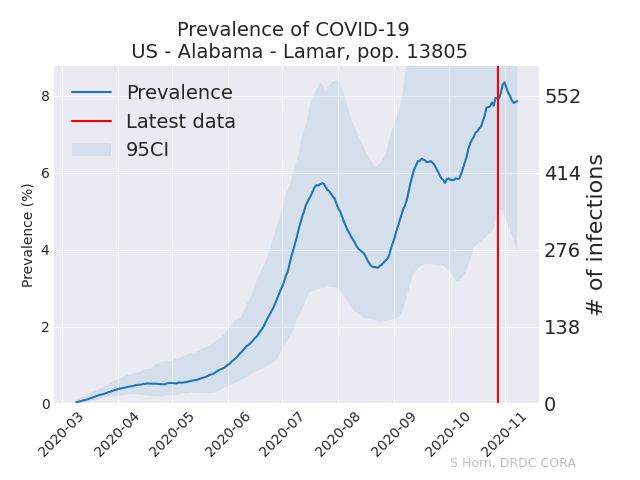 Prevalence of COVID-19
US - Alabama - Lamar, pop. 13805
Prevalence
Latest data
95CI
Prevalence (%)
8
6
4
2
0
552
414
276
138
0
# of infections
2020-03
2020-04
2020-05
2020-06
2020-07
2020-08
2020-09
2020-10
2020-11
S Horn, DRDC CORA